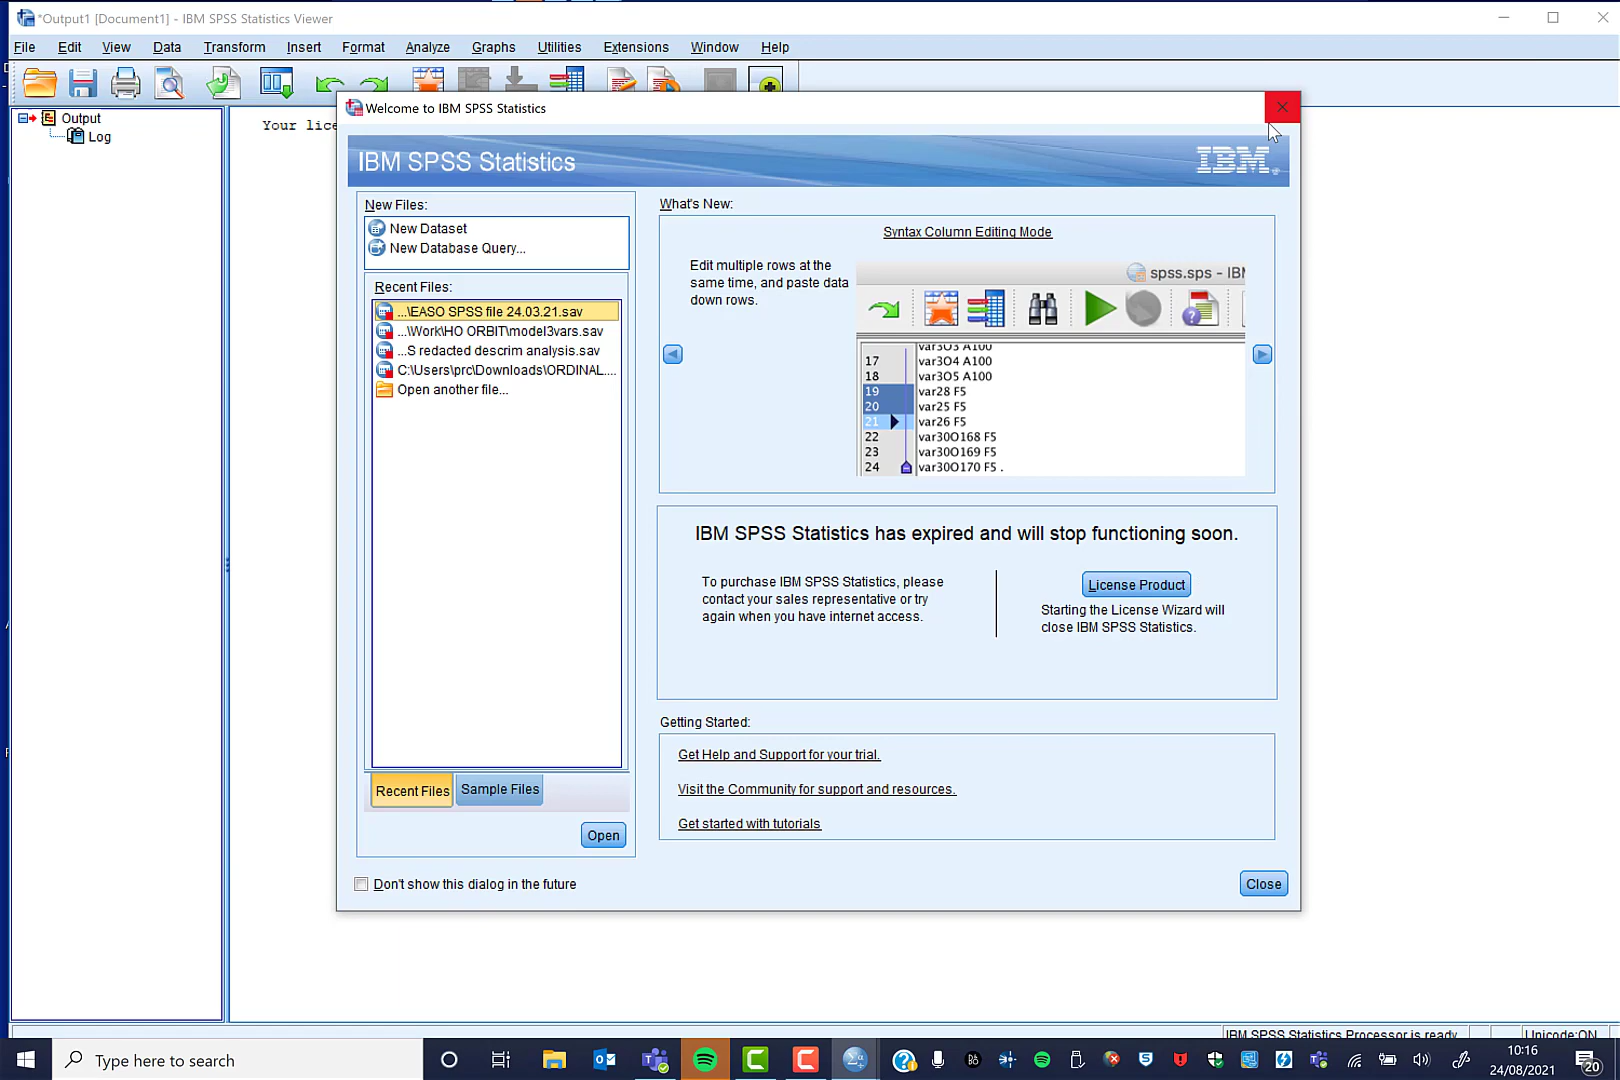 *Output1 [Document1] - IBM SPSS Statistics Viewer
File Edit View Data Transform Insert Format Analyze Graphs Utilities Extensions Window Help
Output
Log
Your lice
Welcome to IBM SPSS Statistics
IBM SPSS Statistics
IBM
New Files:
New Dataset
New Database Query...
Recent Files:
...\EASO SPSS file 24.03.21.sav
...\Work\HO ORBIT\model3vars.sav
...S redacted descrim analysis.sav
C:\Users\prc\Downloads\ORDINAL....
Open another file...
Recent Files
Sample Files
Open
Don't show this dialog in the future
What's New:
Syntax Column Editing Mode
Edit multiple rows at the
same time, and paste data
down rows.
spss.sps - IBM
var3O3 A100
17 var3O4 A100
18 var3O5 A100
19 var28 F5
20 var25 F5
21 var26 F5
22 var30O168 F5
23 var30O169 F5
24 var30O170 F5 .
IBM SPSS Statistics has expired and will stop functioning soon.
To purchase IBM SPSS Statistics, please
contact your sales representative or try
again when you have internet access.
License Product
Starting the License Wizard will
close IBM SPSS Statistics.
Getting Started:
Get Help and Support for your trial.
Visit the Community for support and resources.
Get started with tutorials
Close
IBM SPSS Statistics Processor is ready
Unicode:ON
Type here to search
10:16
24/08/2021
20